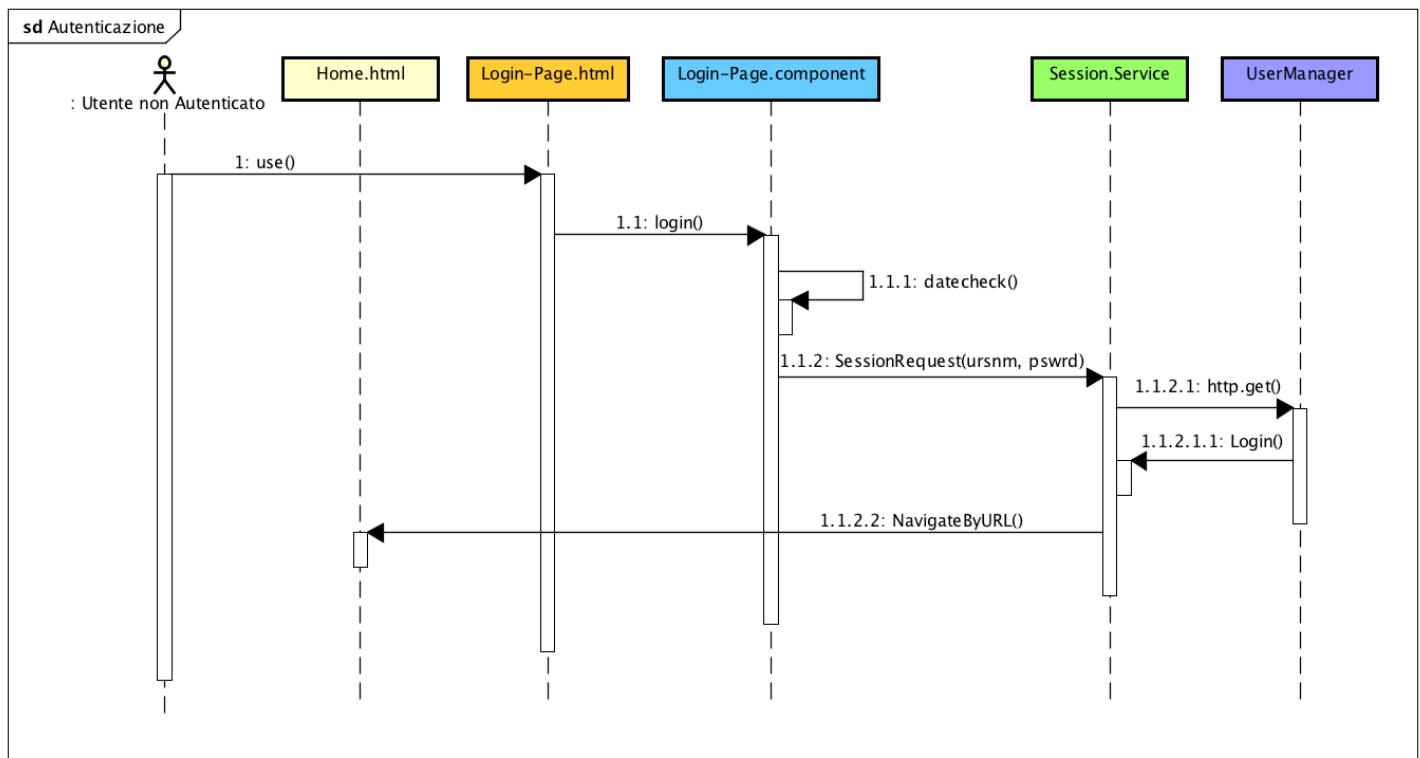 sd Autenticazione
: Utente non Autenticato
Home.html
Login-Page.html
Login-Page.component
Session.Service
UserManager
1: use()
1.1: login()
1.1.1: datecheck()
1.1.2: SessionRequest(ursnm, pswrd)
1.1.2.1: http.get()
1.1.2.1.1: Login()
1.1.2.2: NavigateByURL()